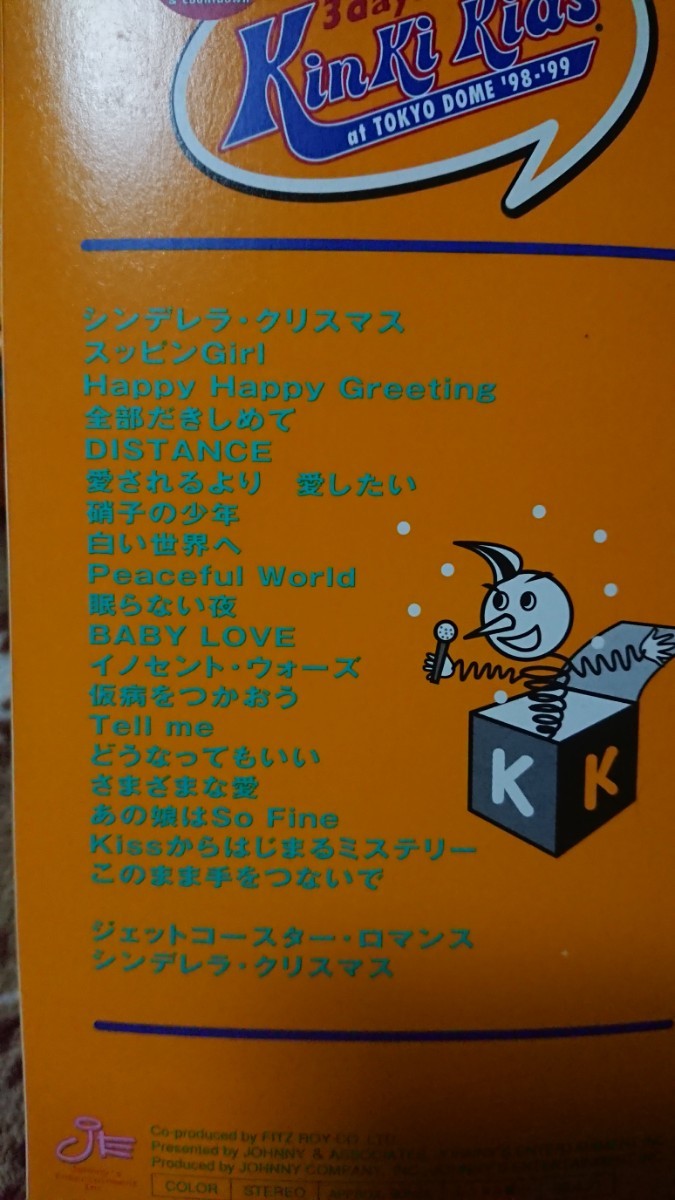 & COUNTDOWN
3 day
KinKi Kids
at TOKYO DOME '98-'99
シンデレラ・クリスマス
スッピンGirl
Happy Happy Greeting
全部だきしめて
DISTANCE
愛されるより　愛したい
硝子の少年
白い世界へ
Peaceful World
眠らない夜
BABY LOVE
イノセント・ウォーズ
仮病をつかおう
Tell me
どうなってもいい
さまざまな愛
あの娘はSo Fine
Kissからはじまるミステリー
このまま手をつないで
K K
ジェットコースター・ロマンス
シンデレラ・クリスマス
Co-produced by FITZ ROY CO., LTD.
Presented by JOHNNY & ASSOCIATES
Produced by JOHNNY COMPANY, INC.
COLOR STEREO